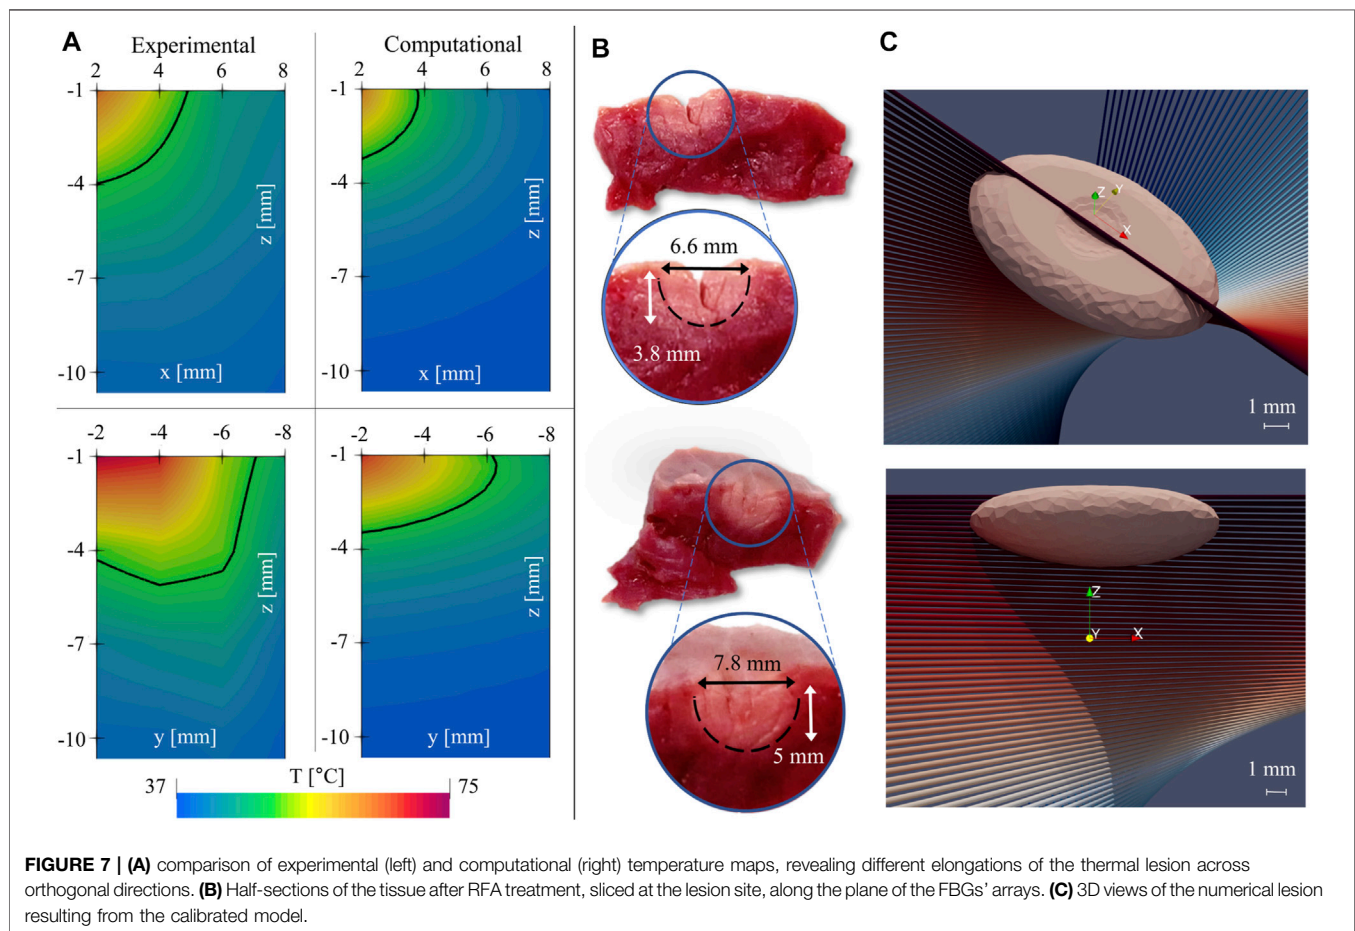 A
Experimental
Computational
2 4 6 8
2 4 6 8
-1
-4
-7
-10
z [mm]
x [mm]
-1
-4
-7
-10
z [mm]
x [mm]
-2 -4 -6 -8
-2 -4 -6 -8
-1
-4
-7
-10
z [mm]
y [mm]
-1
-4
-7
-10
z [mm]
y [mm]
T [°C]
37 75
B
6.6 mm
3.8 mm
7.8 mm
5 mm
C
Z Y
X
1 mm
Z
Y X
1 mm
FIGURE 7 | (A) comparison of experimental (left) and computational (right) temperature maps, revealing different elongations of the thermal lesion across
orthogonal directions. (B) Half-sections of the tissue after RFA treatment, sliced at the lesion site, along the plane of the FBGs’ arrays. (C) 3D views of the numerical lesion
resulting from the calibrated model.